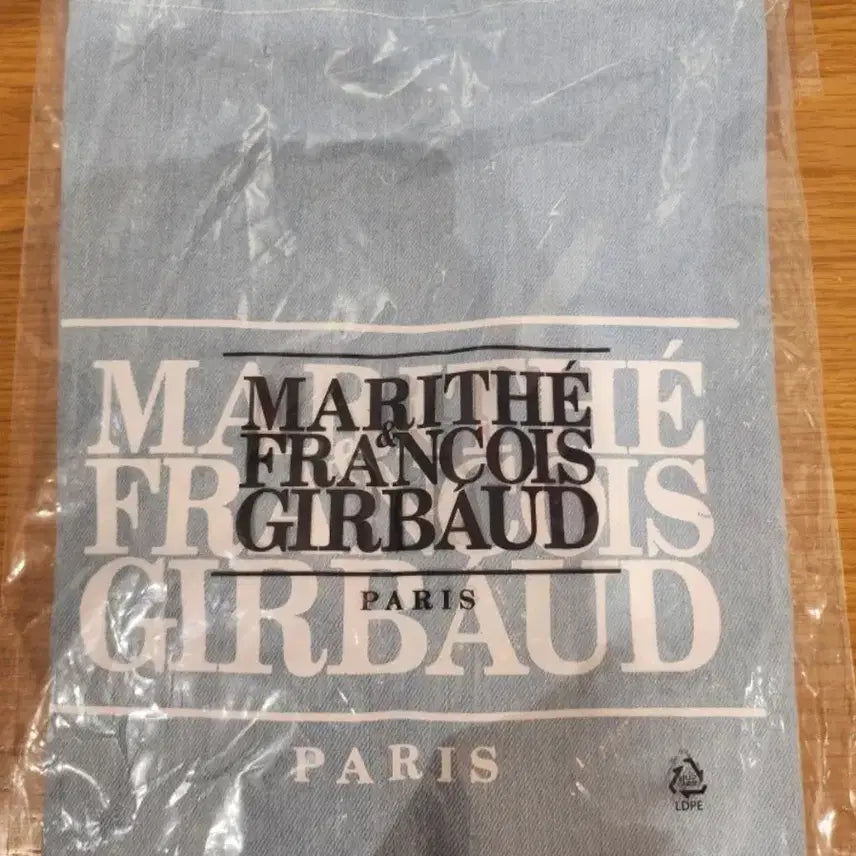 MARITHÉ
&
FRANÇOIS
GIRBAUD
PARIS
MARITHÉ
FRANÇOIS
GIRBAUD
PARIS
LDPE